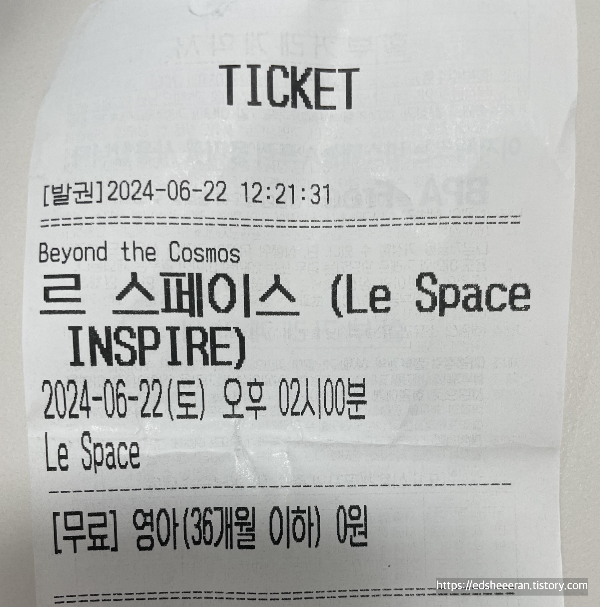 TICKET
[발권]2024-06-22 12:21:31
Beyond the Cosmos
르 스페이스 (Le Space
INSPIRE)
2024-06-22(토) 오후 02시00분
Le Space
[무료] 영아(36개월 이하) 0원
https://edsheeeran.tistory.com